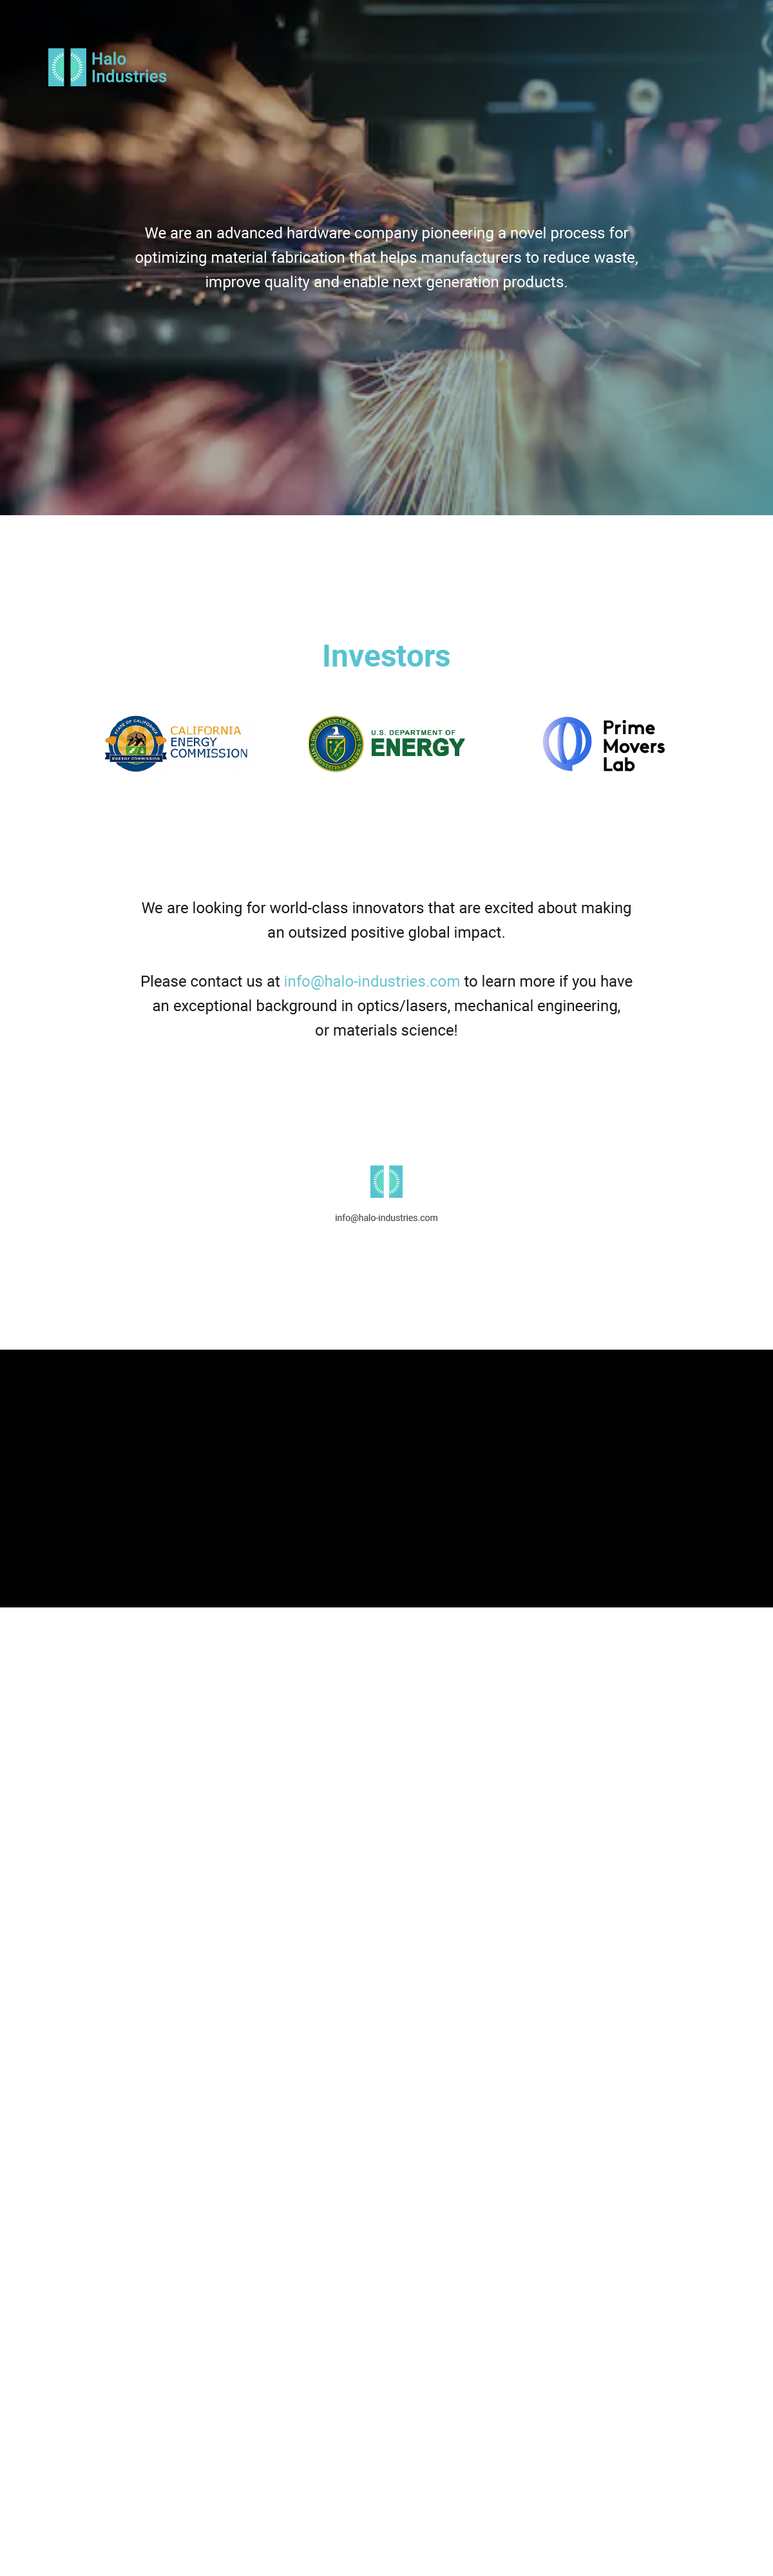 Halo
Industries
We are an advanced hardware company pioneering a novel process for
optimizing material fabrication that helps manufacturers to reduce waste,
improve quality and enable next generation products.
Investors
STATE OF CALIFORNIA
ENERGY COMMISSION
CALIFORNIA
ENERGY
COMMISSION
DEPARTMENT OF ENERGY
UNITED STATES OF AMERICA
U.S. DEPARTMENT OF
ENERGY
Prime
Movers
Lab
We are looking for world-class innovators that are excited about making
an outsized positive global impact.
Please contact us at info@halo-industries.com to learn more if you have
an exceptional background in optics/lasers, mechanical engineering,
or materials science!
info@halo-industries.com